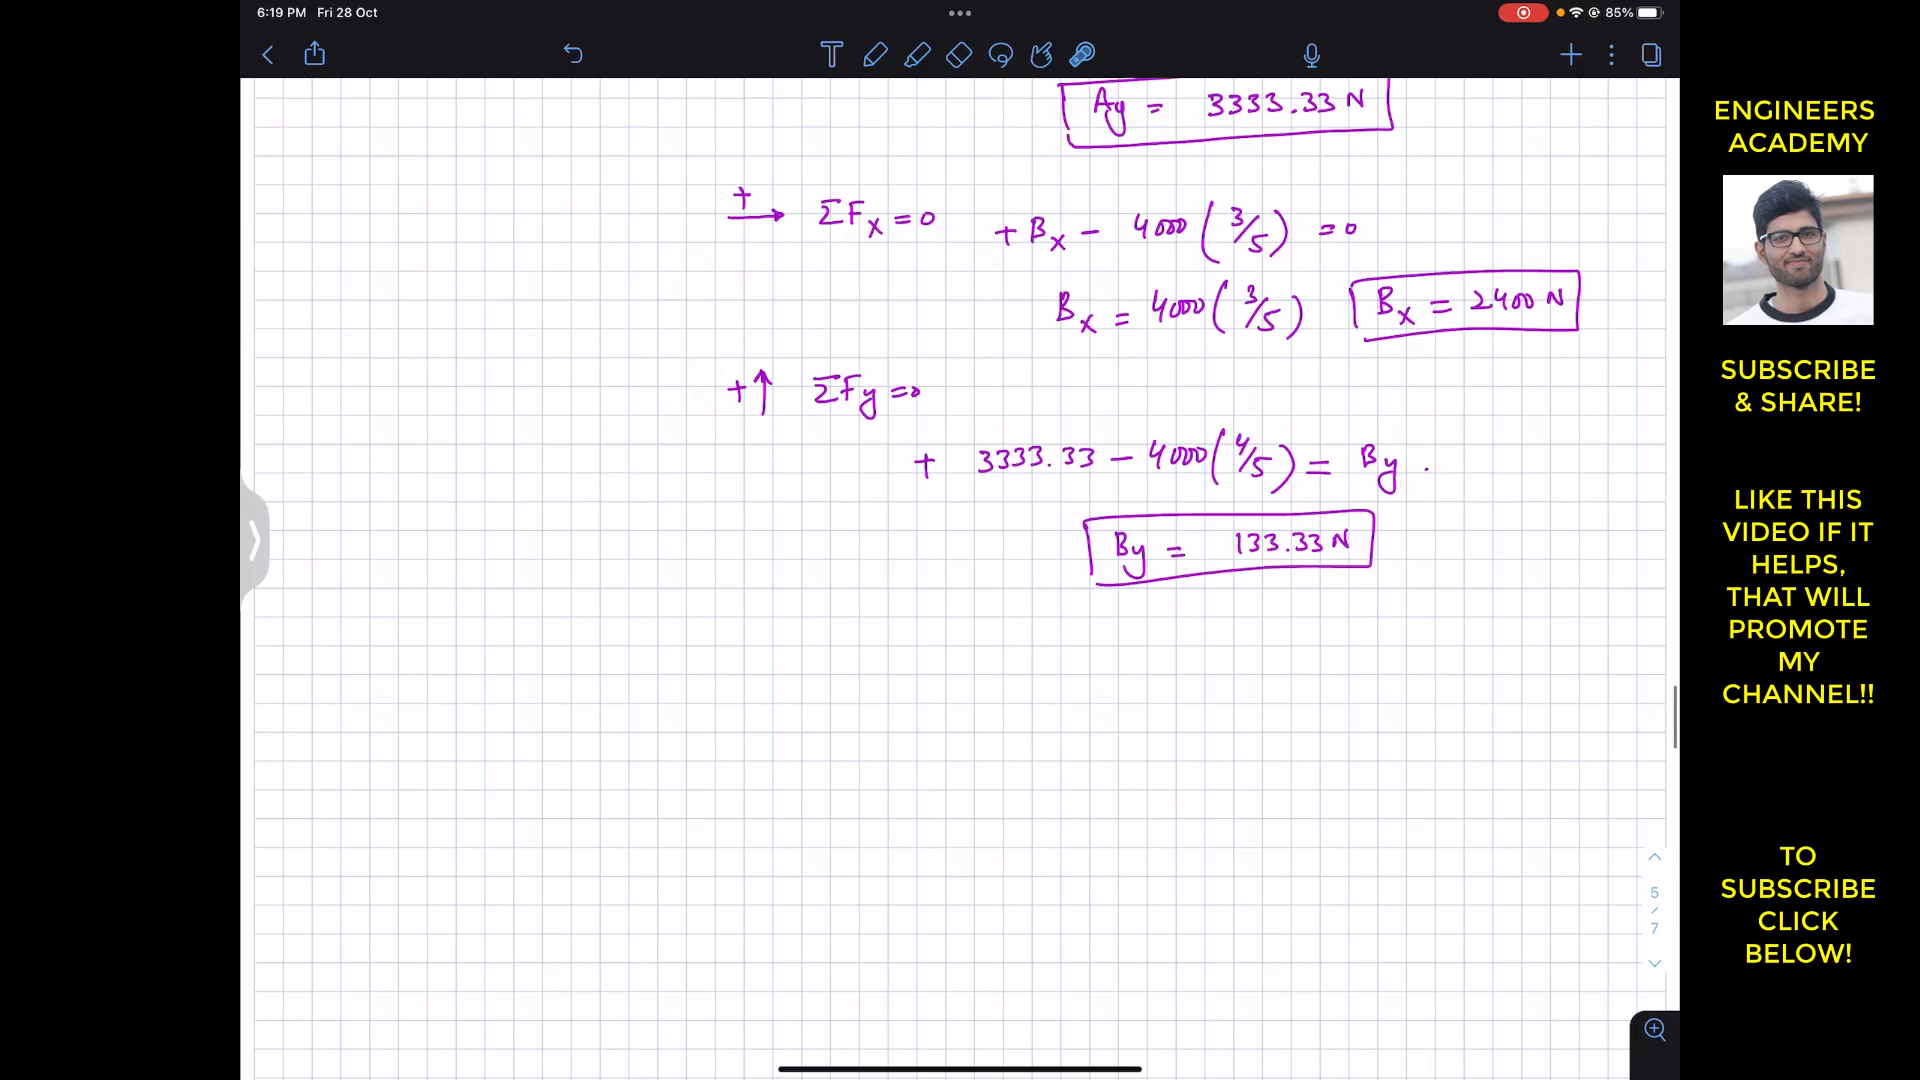 6:19 PM Fri 28 Oct
85%
Ay = 3333.33 N
+ → ΣFx = 0 + Bx - 4000 (3/5) = 0
Bx = 4000 (3/5) Bx = 2400 N
+↑ ΣFy = 0
+ 3333.33 - 4000 (4/5) = By .
By = 133.33 N
5
/
7
ENGINEERS
ACADEMY
SUBSCRIBE
& SHARE!
LIKE THIS
VIDEO IF IT
HELPS,
THAT WILL
PROMOTE
MY
CHANNEL!!
TO
SUBSCRIBE
CLICK
BELOW!